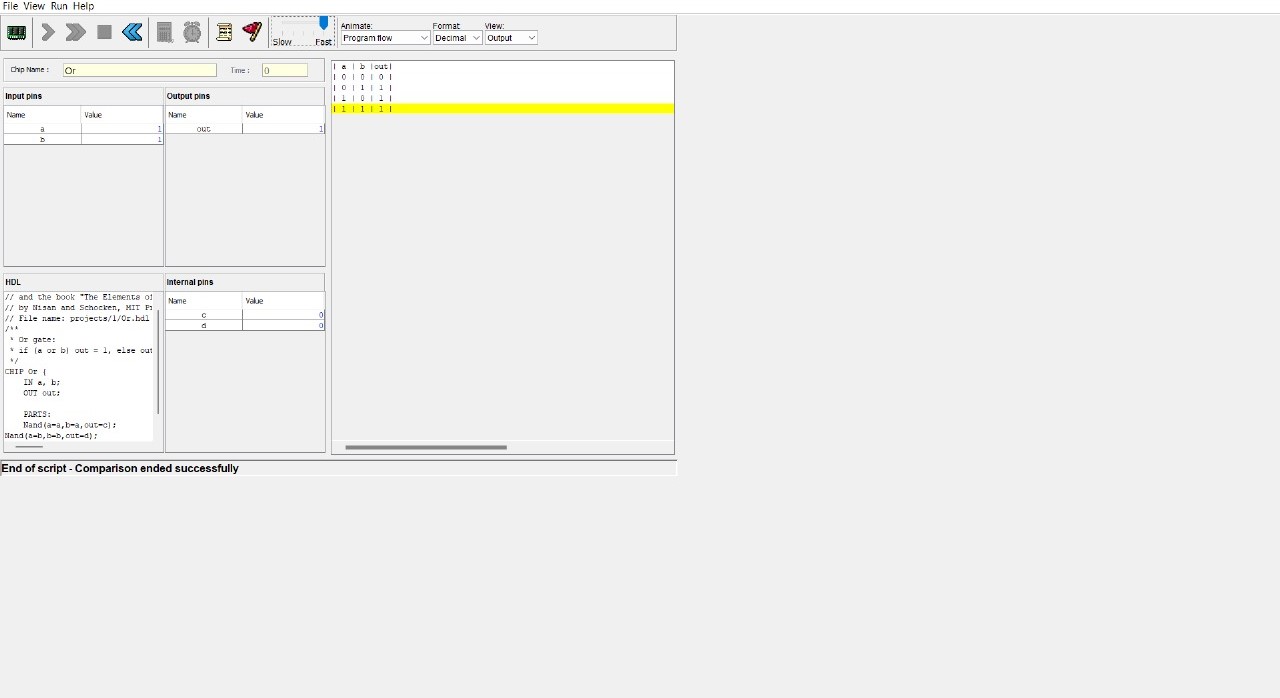 File View Run Help
Slow Fast
Animate: Format: View:
Program flow Decimal Output
Chip Name : Or Time : 0
Input pins Output pins
Name Value Name Value
a 1 out 1
b 1
| a | b |out|
| 0 | 0 | 0 |
| 0 | 1 | 1 |
| 1 | 0 | 1 |
| 1 | 1 | 1 |
HDL
// and the book "The Elements of
// by Nisan and Schocken, MIT Pr
// File name: projects/1/Or.hdl
/**
* Or gate:
* if (a or b) out = 1, else out
*/
CHIP Or {
IN a, b;
OUT out;
PARTS:
Nand(a=a,b=a,out=c);
Nand(a=b,b=b,out=d);
Internal pins
Name Value
c 0
d 0
End of script - Comparison ended successfully